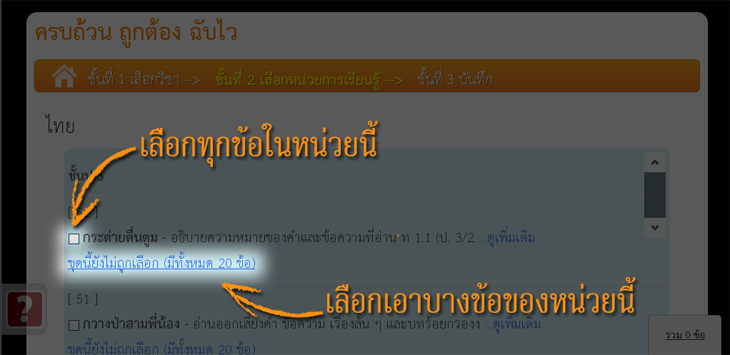 ครบถ้วน ถูกต้อง ฉับไว
ขั้นที่ 1 เลือกวิชา --> ขั้นที่ 2 เลือกหน่วยการเรียนรู้ --> ขั้นที่ 3 บันทึก
ไทย
เลือกทุกข้อในหน่วยนี้
กระต่ายตื่นตูม - อธิบายความหมายของคำและข้อความที่อ่าน ท 1.1 (ป. 3/2 ...ดูเพิ่มเติม
ชุดนี้ยังไม่ถูกเลือก (มีทั้งหมด 20 ข้อ)
เลือกเอาบางข้อของหน่วยนี้
[ 51 ]
กวางป่าสามพี่น้อง - อ่านออกเสียงคำ ข้อความ เรื่องสั้น ๆ และบทร้อยกรองง ...ดูเพิ่มเติม
รวม 0 ข้อ
ชุดนี้ยังไม่ถูกเลือก (มีทั้งหมด 20 ข้อ)